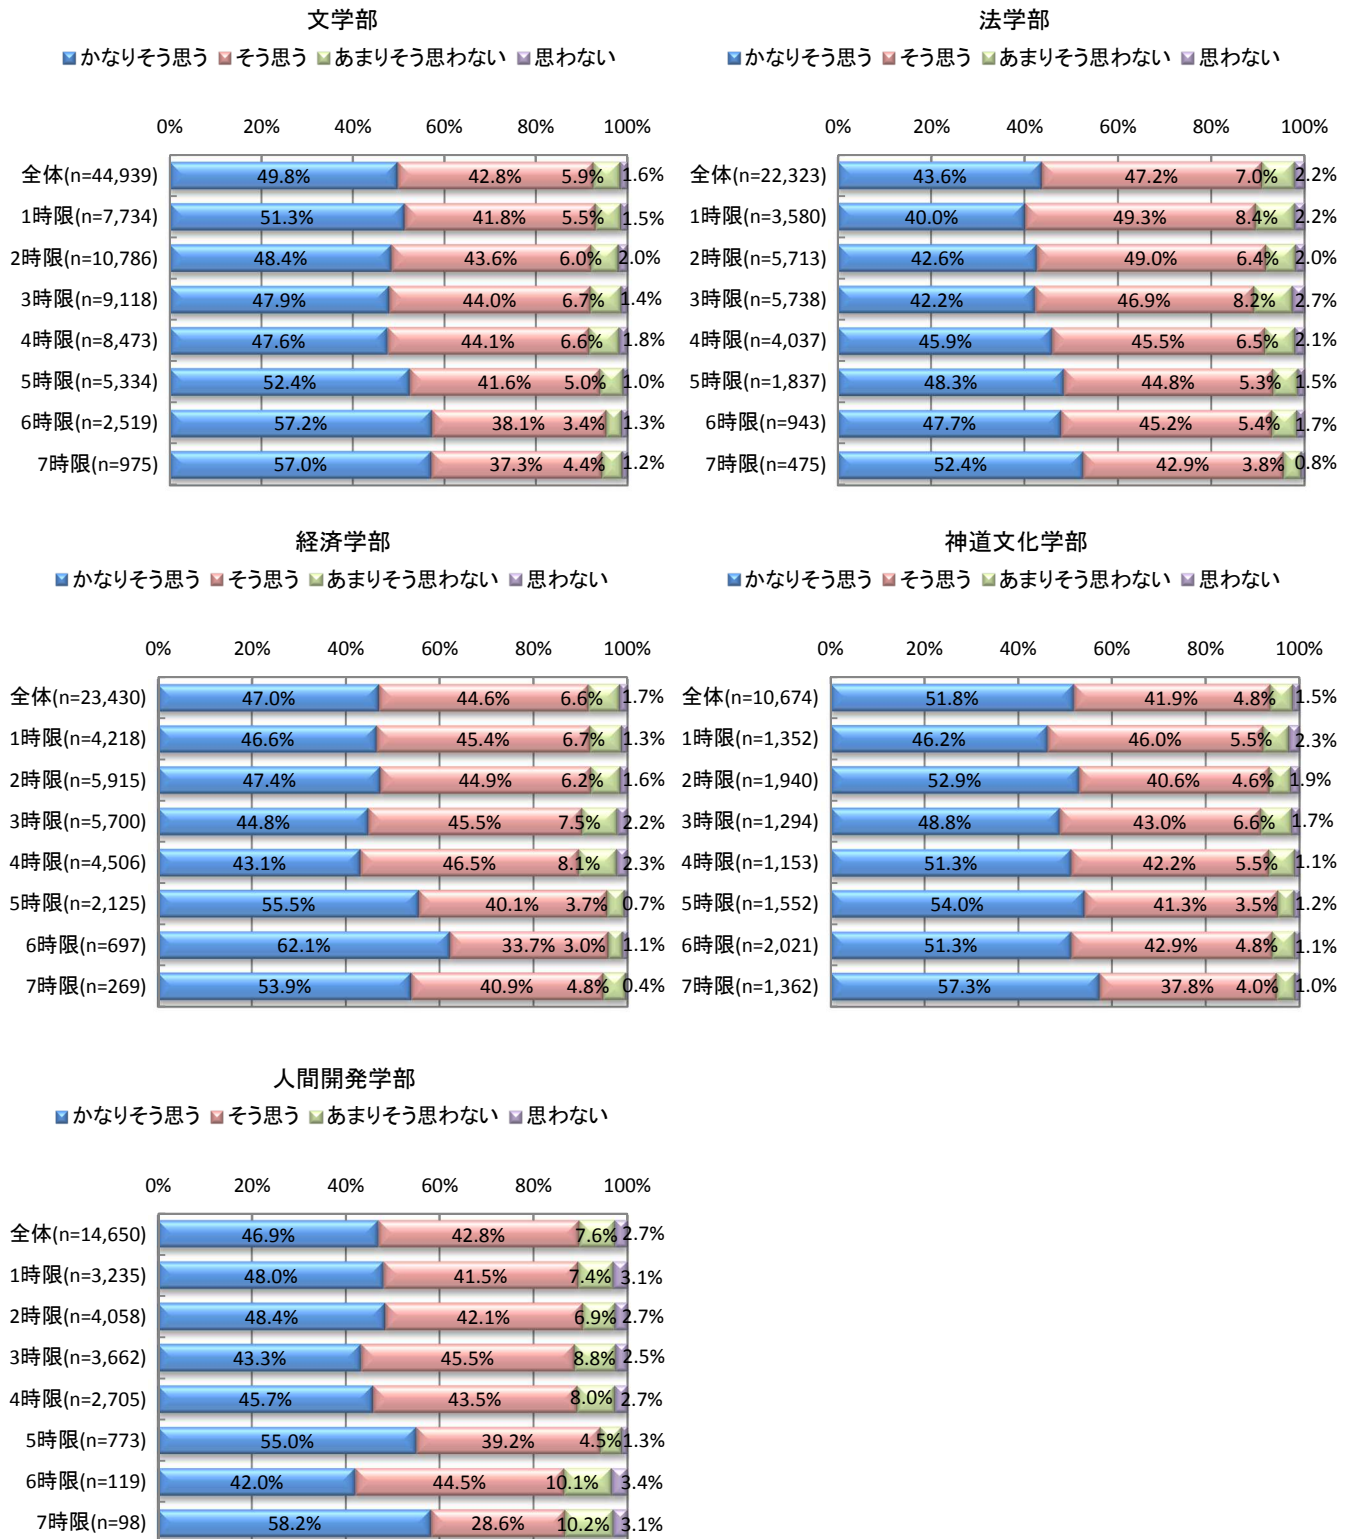 文学部
かなりそう思う そう思う あまりそう思わない 思わない
0% 20% 40% 60% 80% 100%
全体(n=44,939) 49.8% 42.8% 5.9% 1.6%
1時限(n=7,734) 51.3% 41.8% 5.5% 1.5%
2時限(n=10,786) 48.4% 43.6% 6.0% 2.0%
3時限(n=9,118) 47.9% 44.0% 6.7% 1.4%
4時限(n=8,473) 47.6% 44.1% 6.6% 1.8%
5時限(n=5,334) 52.4% 41.6% 5.0% 1.0%
6時限(n=2,519) 57.2% 38.1% 3.4% 1.3%
7時限(n=975) 57.0% 37.3% 4.4% 1.2%
法学部
かなりそう思う そう思う あまりそう思わない 思わない
0% 20% 40% 60% 80% 100%
全体(n=22,323) 43.6% 47.2% 7.0% 2.2%
1時限(n=3,580) 40.0% 49.3% 8.4% 2.2%
2時限(n=5,713) 42.6% 49.0% 6.4% 2.0%
3時限(n=5,738) 42.2% 46.9% 8.2% 2.7%
4時限(n=4,037) 45.9% 45.5% 6.5% 2.1%
5時限(n=1,837) 48.3% 44.8% 5.3% 1.5%
6時限(n=943) 47.7% 45.2% 5.4% 1.7%
7時限(n=475) 52.4% 42.9% 3.8% 0.8%
経済学部
かなりそう思う そう思う あまりそう思わない 思わない
0% 20% 40% 60% 80% 100%
全体(n=23,430) 47.0% 44.6% 6.6% 1.7%
1時限(n=4,218) 46.6% 45.4% 6.7% 1.3%
2時限(n=5,915) 47.4% 44.9% 6.2% 1.6%
3時限(n=5,700) 44.8% 45.5% 7.5% 2.2%
4時限(n=4,506) 43.1% 46.5% 8.1% 2.3%
5時限(n=2,125) 55.5% 40.1% 3.7% 0.7%
6時限(n=697) 62.1% 33.7% 3.0% 1.1%
7時限(n=269) 53.9% 40.9% 4.8% 0.4%
神道文化学部
かなりそう思う そう思う あまりそう思わない 思わない
0% 20% 40% 60% 80% 100%
全体(n=10,674) 51.8% 41.9% 4.8% 1.5%
1時限(n=1,352) 46.2% 46.0% 5.5% 2.3%
2時限(n=1,940) 52.9% 40.6% 4.6% 1.9%
3時限(n=1,294) 48.8% 43.0% 6.6% 1.7%
4時限(n=1,153) 51.3% 42.2% 5.5% 1.1%
5時限(n=1,552) 54.0% 41.3% 3.5% 1.2%
6時限(n=2,021) 51.3% 42.9% 4.8% 1.1%
7時限(n=1,362) 57.3% 37.8% 4.0% 1.0%
人間開発学部
かなりそう思う そう思う あまりそう思わない 思わない
0% 20% 40% 60% 80% 100%
全体(n=14,650) 46.9% 42.8% 7.6% 2.7%
1時限(n=3,235) 48.0% 41.5% 7.4% 3.1%
2時限(n=4,058) 48.4% 42.1% 6.9% 2.7%
3時限(n=3,662) 43.3% 45.5% 8.8% 2.5%
4時限(n=2,705) 45.7% 43.5% 8.0% 2.7%
5時限(n=773) 55.0% 39.2% 4.5% 1.3%
6時限(n=119) 42.0% 44.5% 10.1% 3.4%
7時限(n=98) 58.2% 28.6% 10.2% 3.1%